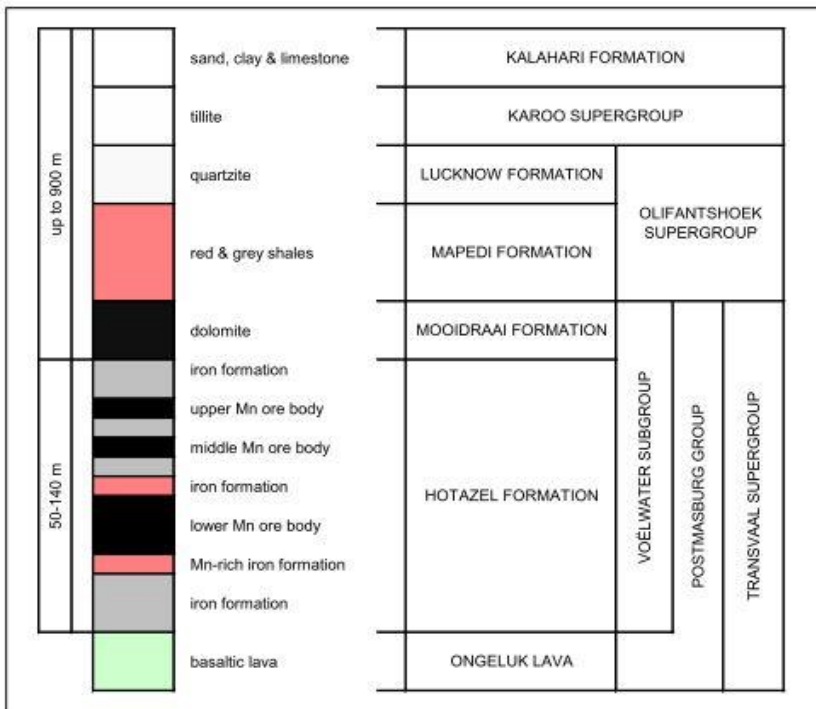 up to 900 m
50-140 m
sand, clay & limestone
tillite
quartzite
red & grey shales
dolomite
iron formation
upper Mn ore body
middle Mn ore body
iron formation
lower Mn ore body
Mn-rich iron formation
iron formation
basaltic lava
KALAHARI FORMATION
KAROO SUPERGROUP
LUCKNOW FORMATION
MAPEDI FORMATION
MOOIDRAAI FORMATION
HOTAZEL FORMATION
ONGELUK LAVA
OLIFANTSHOEK
SUPERGROUP
VOËLWATER SUBGROUP
POSTMASBURG GROUP
TRANSVAAL SUPERGROUP